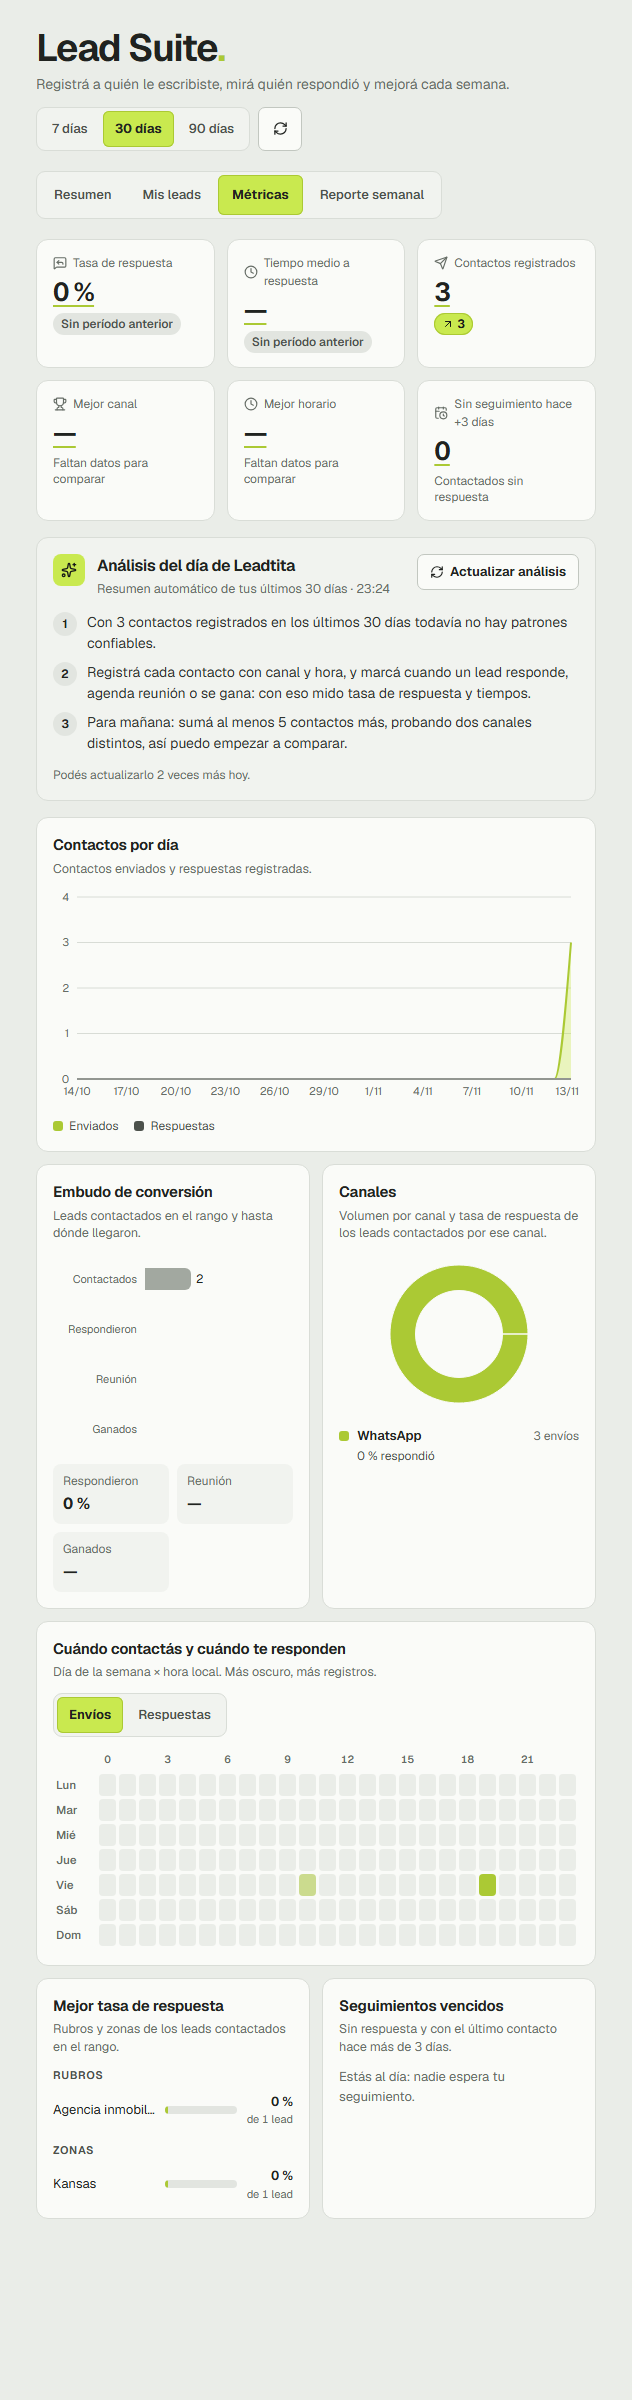 Lead Suite.
Registrá a quién le escribiste, mirá quién respondió y mejorá cada semana.
7 días
30 días
90 días
Resumen
Mis leads
Métricas
Reporte semanal
Tasa de respuesta
0 %
Sin período anterior
Tiempo medio a
respuesta
—
Sin período anterior
Contactos registrados
3
3
Mejor canal
—
Faltan datos para
comparar
Mejor horario
—
Faltan datos para
comparar
Sin seguimiento hace
+3 días
0
Contactados sin
respuesta
Análisis del día de Leadtita
Resumen automático de tus últimos 30 días · 23:24
Actualizar análisis
1 Con 3 contactos registrados en los últimos 30 días todavía no hay patrones
confiables.
2 Registrá cada contacto con canal y hora, y marcá cuando un lead responde,
agenda reunión o se gana: con eso mido tasa de respuesta y tiempos.
3 Para mañana: sumá al menos 5 contactos más, probando dos canales
distintos, así puedo empezar a comparar.
Podés actualizarlo 2 veces más hoy.
Contactos por día
Contactos enviados y respuestas registradas.
4
3
2
1
0
14/10 17/10 20/10 23/10 26/10 29/10 1/11 4/11 7/11 10/11 13/11
Enviados Respuestas
Embudo de conversión
Leads contactados en el rango y hasta
dónde llegaron.
Contactados 2
Respondieron
Reunión
Ganados
Respondieron
0 %
Reunión
—
Ganados
—
Canales
Volumen por canal y tasa de respuesta de
los leads contactados por ese canal.
WhatsApp 3 envíos
0 % respondió
Cuándo contactás y cuándo te responden
Día de la semana × hora local. Más oscuro, más registros.
Envíos
Respuestas
0 3 6 9 12 15 18 21
Lun
Mar
Mié
Jue
Vie
Sáb
Dom
Mejor tasa de respuesta
Rubros y zonas de los leads contactados
en el rango.
RUBROS
Agencia inmobil... 0 %
de 1 lead
ZONAS
Kansas 0 %
de 1 lead
Seguimientos vencidos
Sin respuesta y con el último contacto
hace más de 3 días.
Estás al día: nadie espera tu
seguimiento.